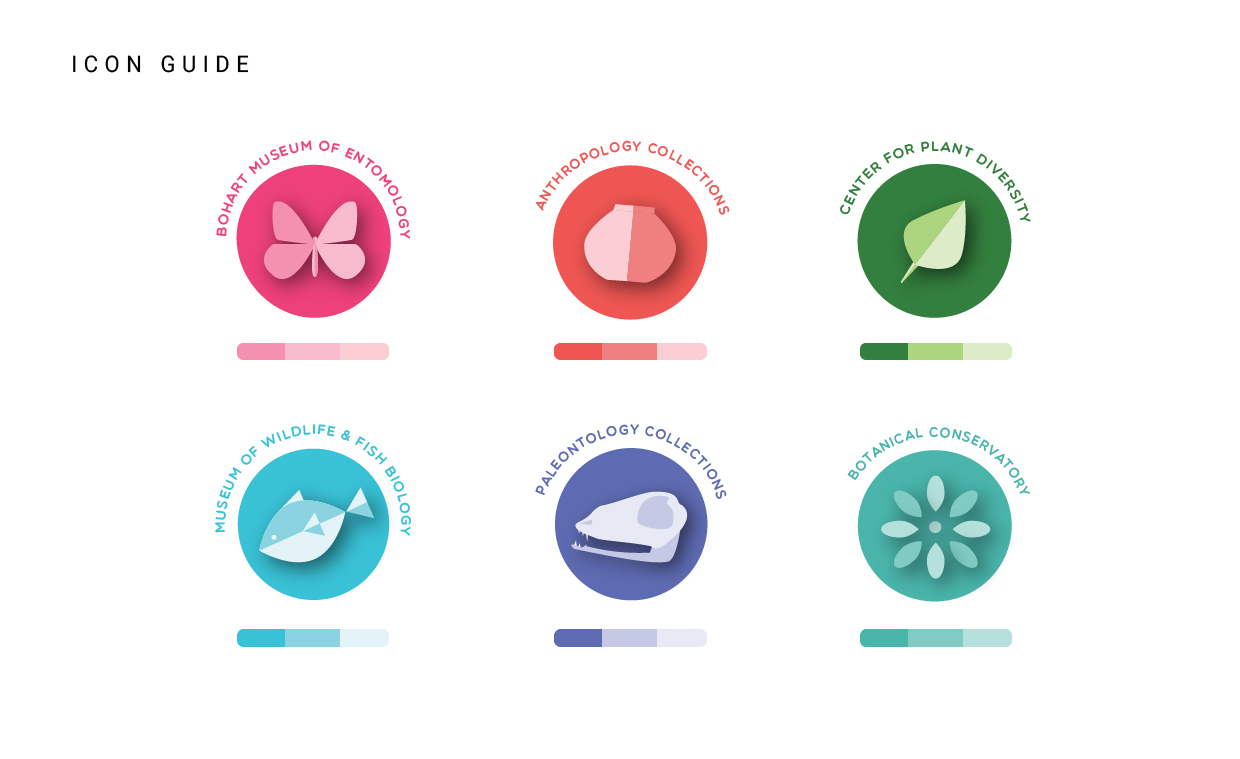 ICON GUIDE
BOHART MUSEUM OF ENTOMOLOGY
ANTHROPOLOGY COLLECTIONS
CENTER FOR PLANT DIVERSITY
MUSEUM OF WILDLIFE & FISH BIOLOGY
PALEONTOLOGY COLLECTIONS
BOTANICAL CONSERVATORY